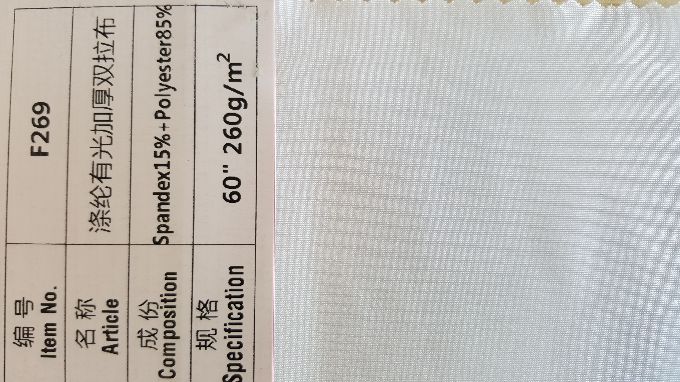 编号
Item No.
F269
名称
Article
涤纶有光加厚双拉布
成份
Composition
Spandex15%+Polyester85%
规格
Specification
60" 260g/m²